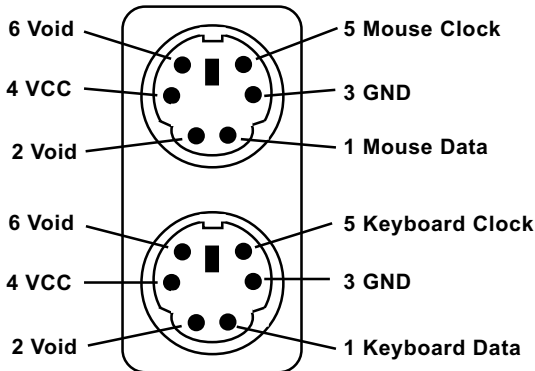 6 Void 5 Mouse Clock
4 VCC 3 GND
2 Void 1 Mouse Data
6 Void 5 Keyboard Clock
4 VCC 3 GND
2 Void 1 Keyboard Data